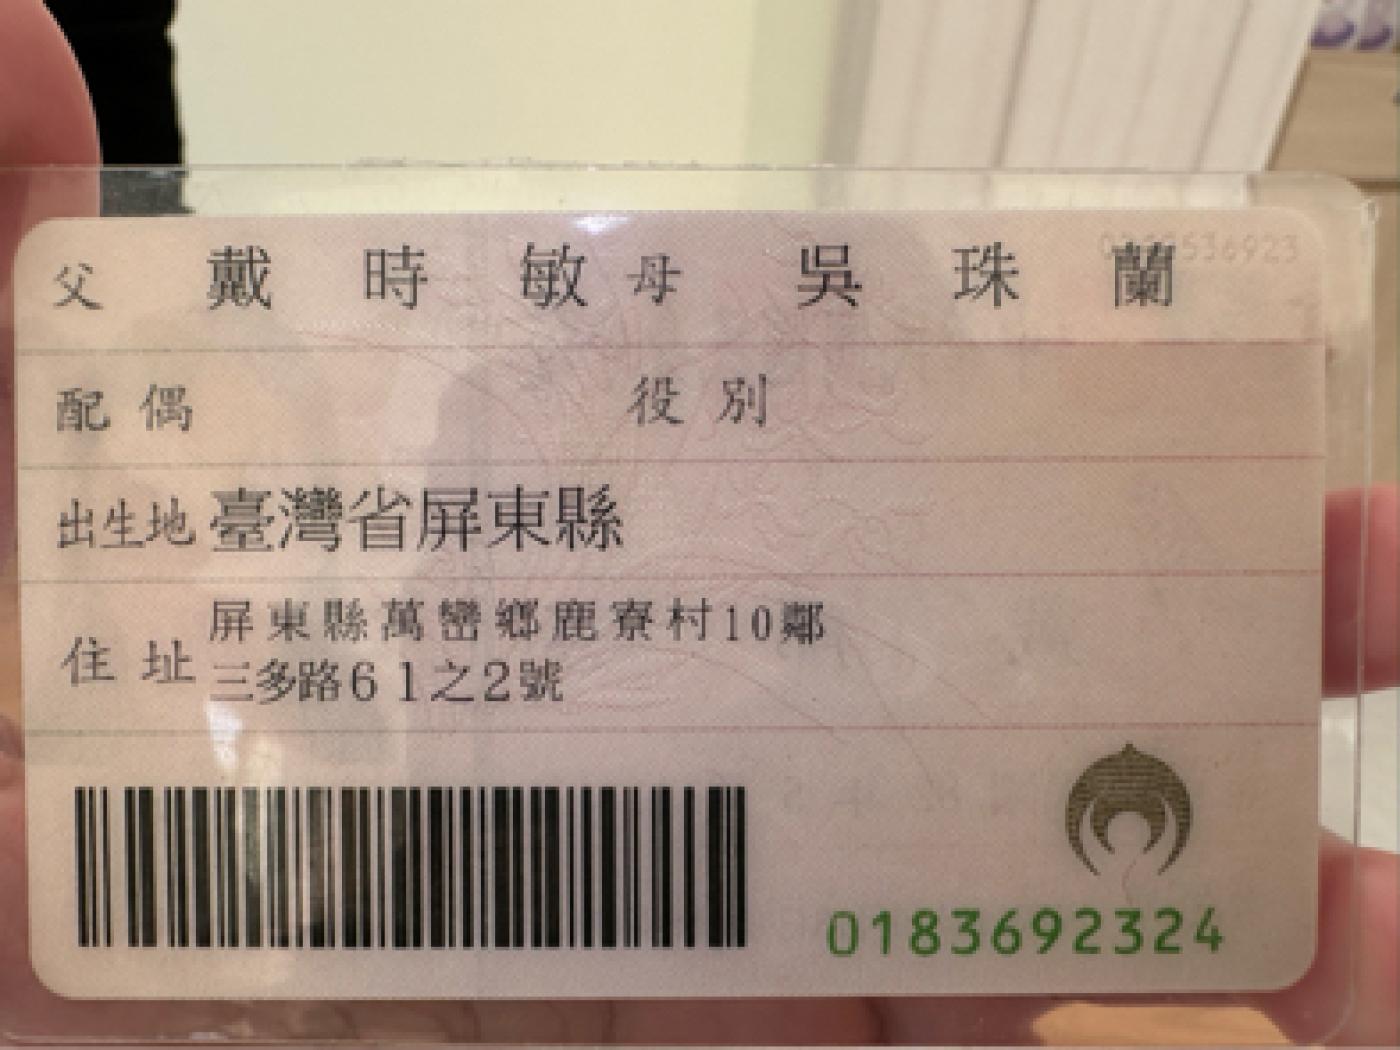 父 戴時敏 母 吳珠蘭
配偶 役別
出生地 臺灣省屏東縣
住址 屏東縣萬巒鄉鹿寮村10鄰
三多路61之2號
0183692324